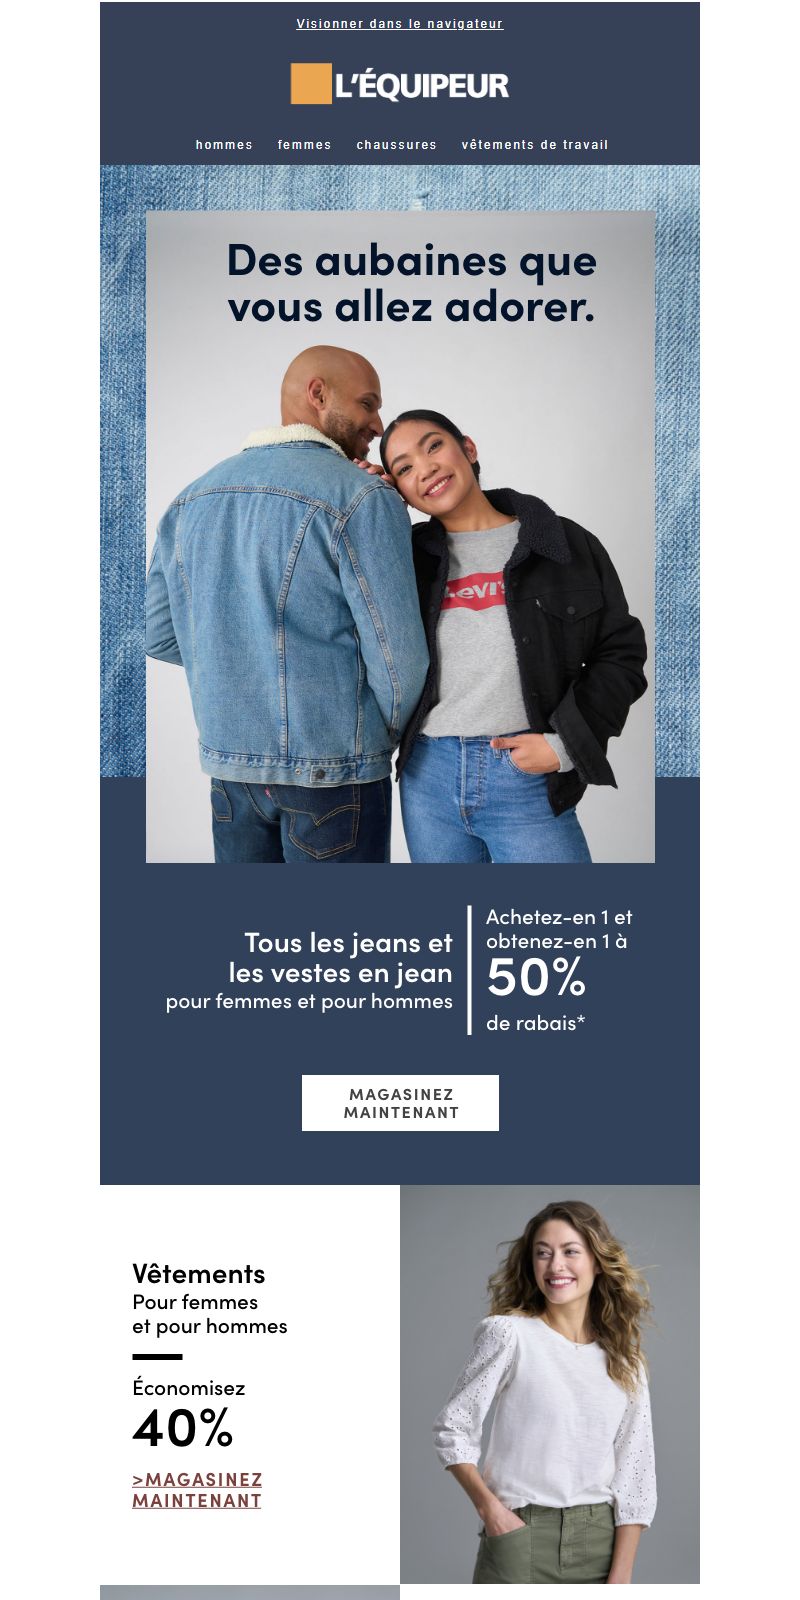 Visionner dans le navigateur
L'ÉQUIPEUR
hommes femmes chaussures vêtements de travail
Des aubaines que
vous allez adorer.
Levi's
Tous les jeans et
les vestes en jean
pour femmes et pour hommes
Achetez-en 1 et
obtenez-en 1 à
50%
de rabais*
MAGASINEZ
MAINTENANT
Vêtements
Pour femmes
et pour hommes
Économisez
40%
>MAGASINEZ
MAINTENANT